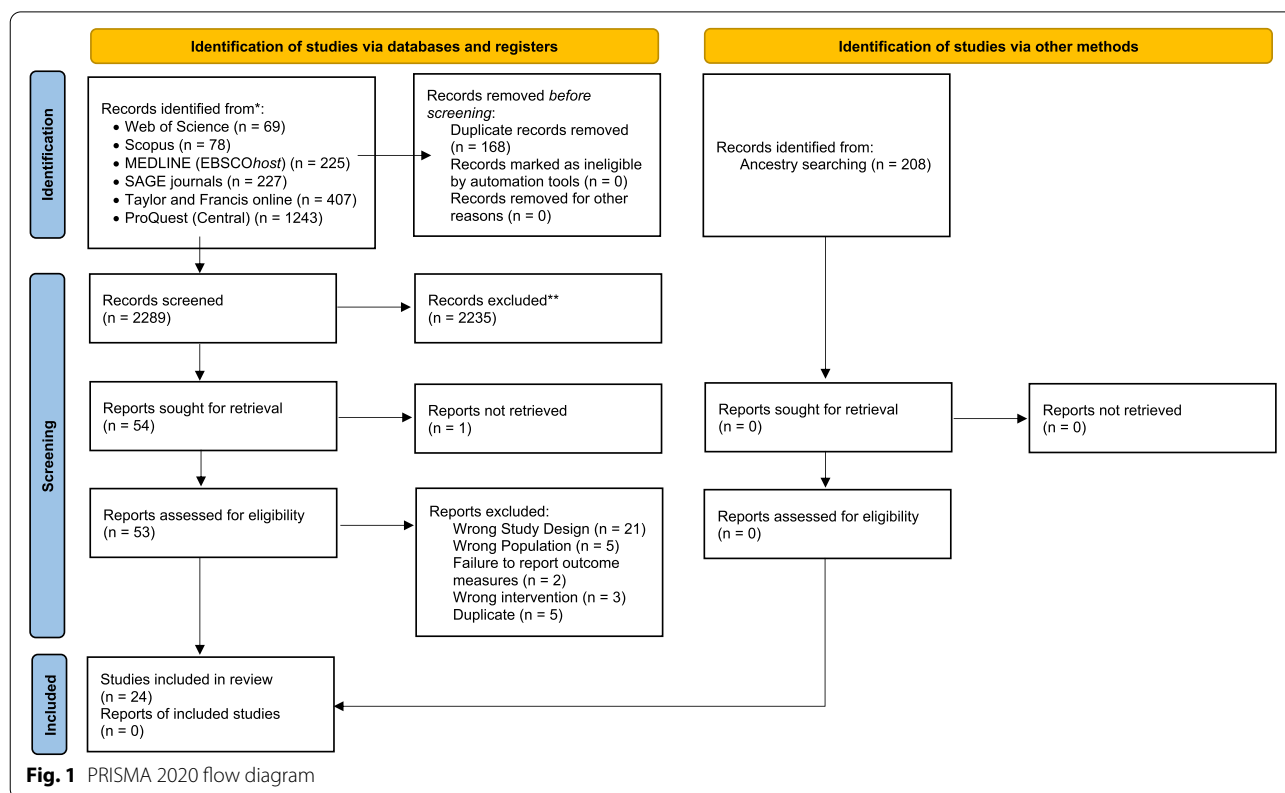 Identification of studies via databases and registers
Identification of studies via other methods
Identification
Records identified from*:
• Web of Science (n = 69)
• Scopus (n = 78)
• MEDLINE (EBSCOhost) (n = 225)
• SAGE journals (n = 227)
• Taylor and Francis online (n = 407)
• ProQuest (Central) (n = 1243)
Records removed before
screening:
Duplicate records removed
(n = 168)
Records marked as ineligible
by automation tools (n = 0)
Records removed for other
reasons (n = 0)
Records identified from:
Ancestry searching (n = 208)
Screening
Records screened
(n = 2289)
Records excluded**
(n = 2235)
Reports sought for retrieval
(n = 54)
Reports not retrieved
(n = 1)
Reports sought for retrieval
(n = 0)
Reports not retrieved
(n = 0)
Reports assessed for eligibility
(n = 53)
Reports excluded:
Wrong Study Design (n = 21)
Wrong Population (n = 5)
Failure to report outcome
measures (n = 2)
Wrong intervention (n = 3)
Duplicate (n = 5)
Reports assessed for eligibility
(n = 0)
Included
Studies included in review
(n = 24)
Reports of included studies
(n = 0)
Fig. 1 PRISMA 2020 flow diagram